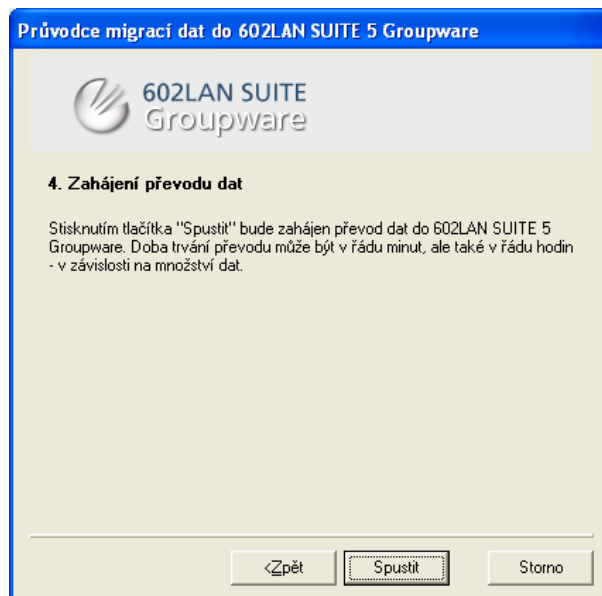 Průvodce migrací dat do 602LAN SUITE 5 Groupware
602LAN SUITE
Groupware
4. Zahájení převodu dat
Stisknutím tlačítka "Spustit" bude zahájen převod dat do 602LAN SUITE 5
Groupware. Doba trvání převodu může být v řádu minut, ale také v řádu hodin
- v závislosti na množství dat.
<Zpět
Spustit
Storno